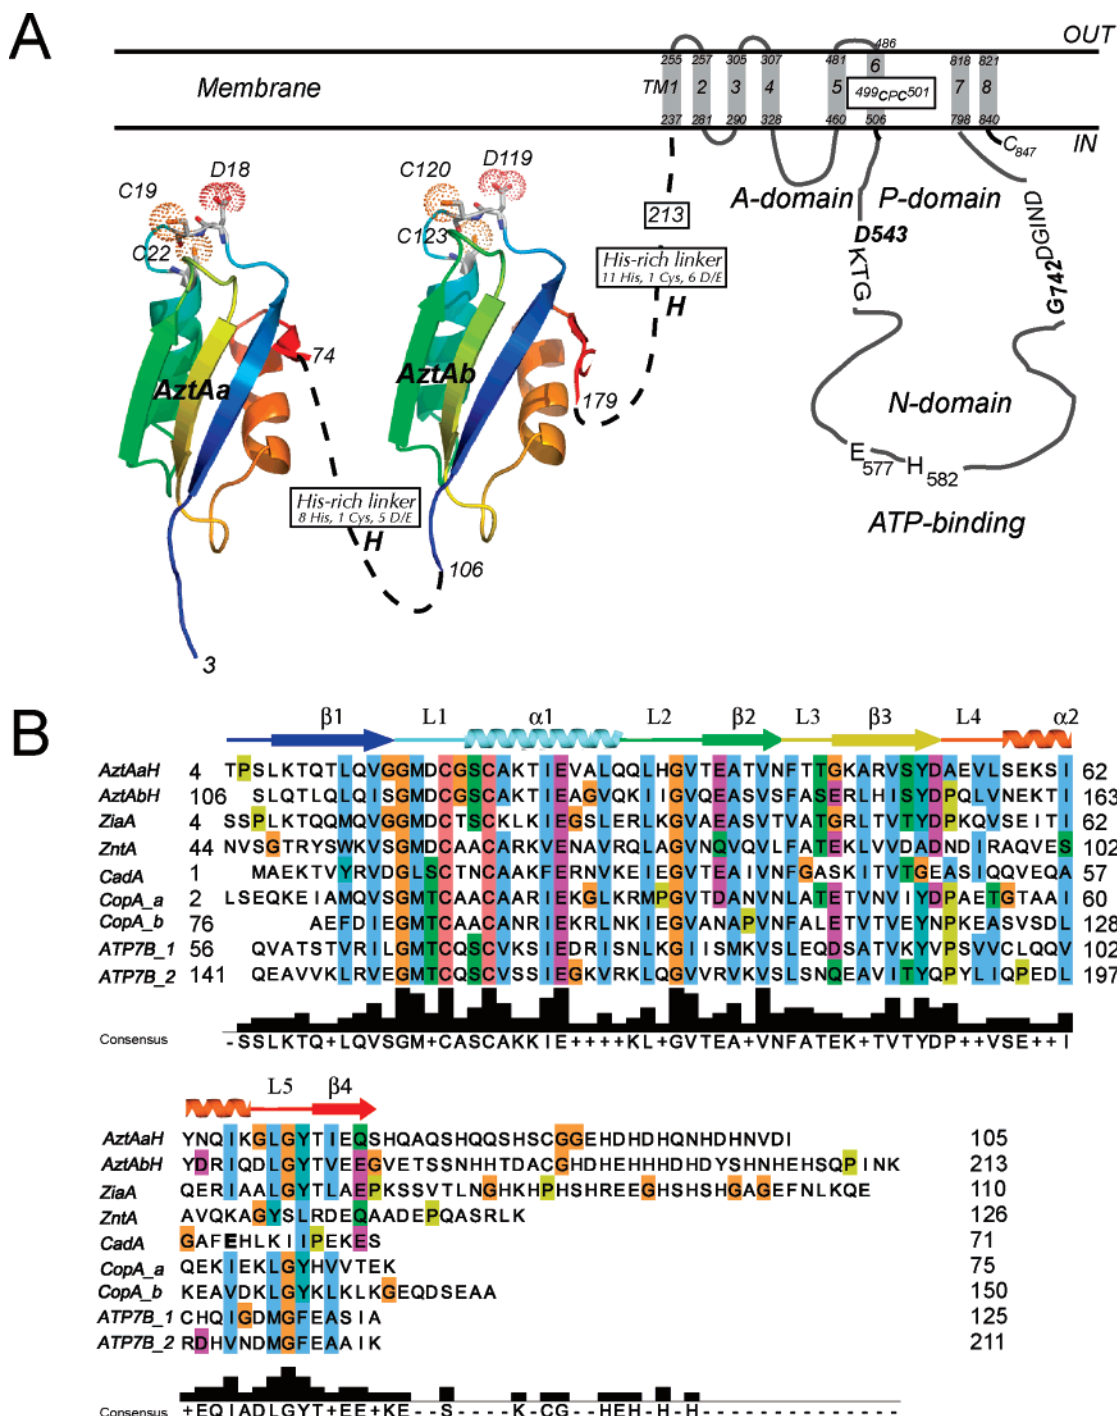 A
OUT
Membrane
255 257 305 307 481 486 818 821
TM1 2 3 4 5 6 7 8
499CPC501
237 281 290 328 460 506 798 840
C847
IN
C19
D18
C22
C120
D119
C123
213
His-rich linker
11 His, 1 Cys, 6 D/E
H
A-domain
P-domain
D543
KTG
G742DGIND
AztAa
74
AztAb
179
N-domain
E577
H582
ATP-binding
His-rich linker
8 His, 1 Cys, 5 D/E
H
106
3
B
β1 L1 α1 L2 β2 L3 β3 L4 α2
AztAaH 4 TPSLKTQTLQVGGMDCGSCAKTIEVALQQLHGVTEATVNFTTGKARVSYDAEVLSEKSI 62
AztAbH 106 SLQTLQLQISGMDCGSCAKTIEAGVQKIIGVQEASVSFASERLHISYDPQLVNEKTI 163
ZiaA 4 SSPLKTQQMQVGGMDCTSCKLKIEGSLERLKGVAEASVTVATGRLTVTYDPKQVSEITI 62
ZntA 44 NVSGTRYSWKVSGMDCAACARKVENAVRQLAGVNQVQVLFATEKLVVDADNDIRAQVES 102
CadA 1 MAEKTVYRVDGLSCTNCAAKFERNVKEIEGVTEAIVNFGASKITVTGEASIQQVEQA 57
CopA_a 2 LSEQKEIAMQVSGMTCAACAARIEKGLKRMPGVTDANVNLATETVNVIYDPAETGTAAI 60
CopA_b 76 AEFDIEGMTCAACANRIEKRLNKIEGVANAPVNFALETVTVEYNPKEASVSDL 128
ATP7B_1 56 QVATSTVRILGMTCQSCVKSIEDRISNLKGIISMKVSLEQDSATVKYVPSVVCLQQV 102
ATP7B_2 141 QEAVVKLRVEGMTCQSCVSSIEGKVRKLQGVVRVKVSLSNQEAVITYQPYLIQPEDL 197
Consensus -SSLKTQ+LQVSGM+CASCAKKIE++++KL+GVTEA+VNFATEK+TVTYDP++VSE++I
L5 β4
AztAaH YNQIKGLGYTIEQSHQAQSHQQSHSCGGEHDHDHQNHDHNVDI 105
AztAbH YDRIQDLGYTVEEGVETSSNHHTDACGHDHEHHHDHDYSHNHEHSQPINK 213
ZiaA QERIAALGYTLAEPKSSVTLNGHKHPHSHREEGHSHSHGAGEFNLKQE 110
ZntA AVQKAGYSLRDEQAADEPQASRLK 126
CadA GAFEHLKIIPEKES 71
CopA_a QEKIEKLGYHVVTEK 75
CopA_b KEAVDKLGYKLKLKGEQDSEAA 150
ATP7B_1 CHQIGDMGFEASIA 125
ATP7B_2 RDHVNDMGFEAAIK 211
Consensus +EQIADLGYT+EE+KE--S----K-CG--HEH-H-H--------------